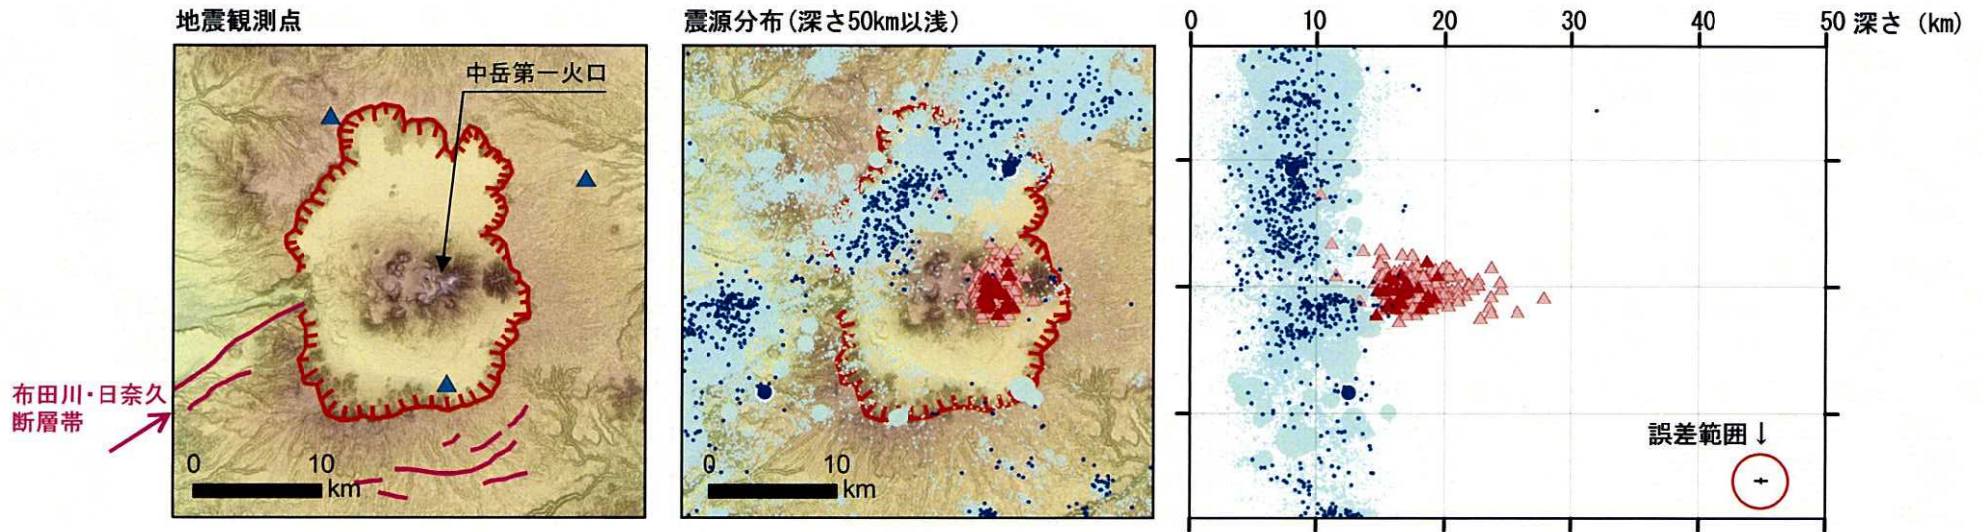 地震観測点
中岳第一火口
布田川・日奈久
断層帯
0 10
km
震源分布(深さ50km以浅)
0 10
km
0 10 20 30 40 50 深さ (km)
誤差範囲↓